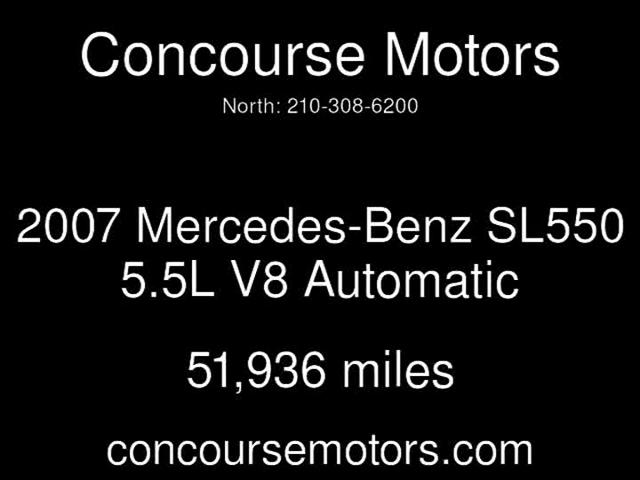 Concourse Motors
North: 210-308-6200
2007 Mercedes-Benz SL550
5.5L V8 Automatic
51,936 miles
concoursemotors.com